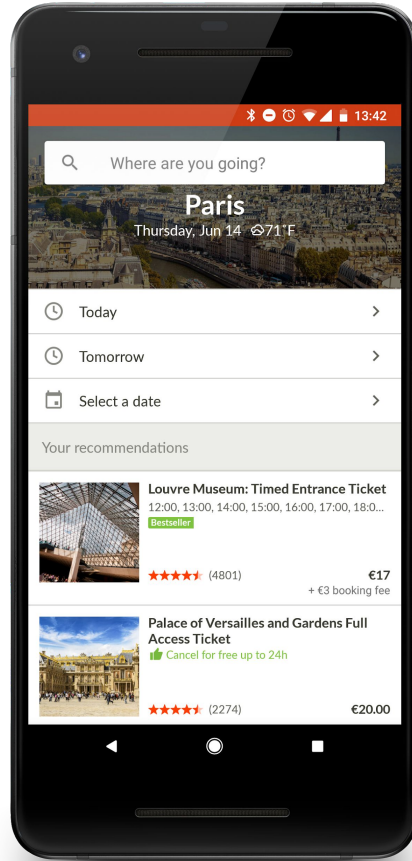 13:42
Where are you going?
Paris
Thursday, Jun 14 71°F
Today
Tomorrow
Select a date
Your recommendations
Louvre Museum: Timed Entrance Ticket
12:00, 13:00, 14:00, 15:00, 16:00, 17:00, 18:0...
Bestseller
(4801) €17
+ €3 booking fee
Palace of Versailles and Gardens Full
Access Ticket
Cancel for free up to 24h
(2274) €20.00